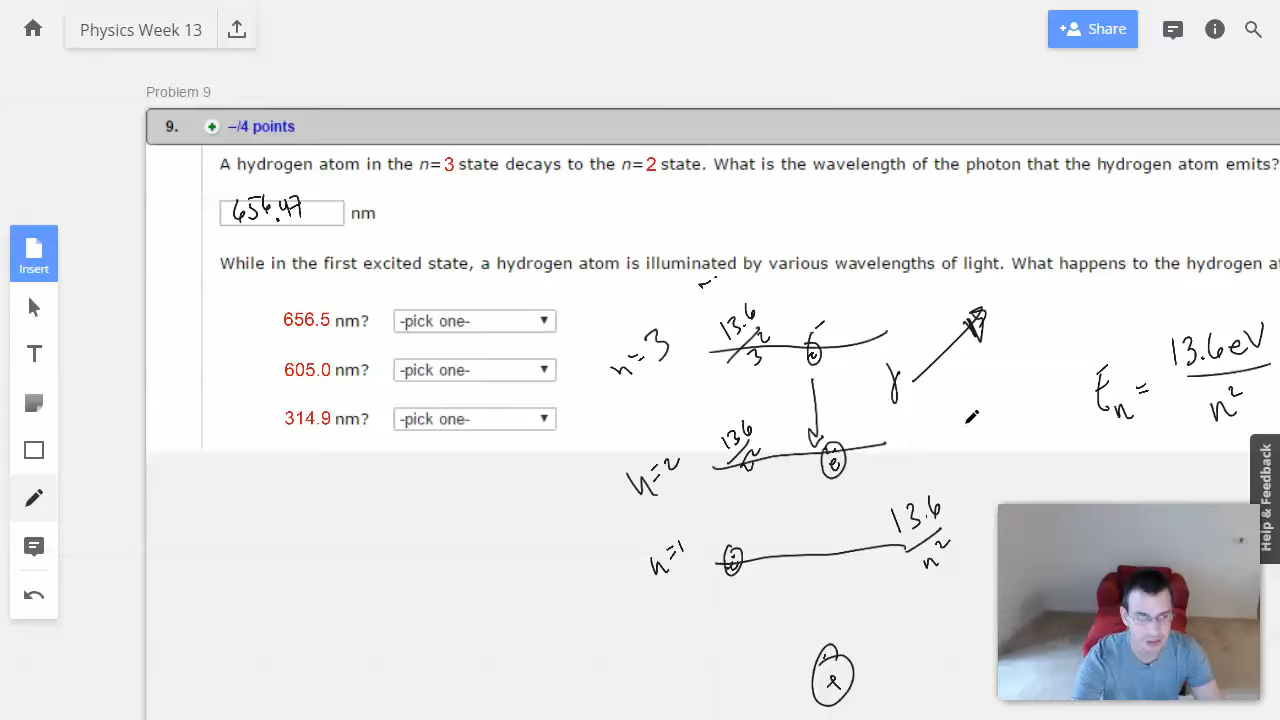 Physics Week 13
Share
Problem 9
9. –/4 points
A hydrogen atom in the n=3 state decays to the n=2 state. What is the wavelength of the photon that the hydrogen atom emits?
656.47 nm
While in the first excited state, a hydrogen atom is illuminated by various wavelengths of light. What happens to the hydrogen a
656.5 nm? -pick one-
605.0 nm? -pick one-
314.9 nm? -pick one-
Insert
n=3 13.6/3²
γ
Eₙ = 13.6eV/n²
n=2 13.6
n=1 13.6/n²
Help & Feedback